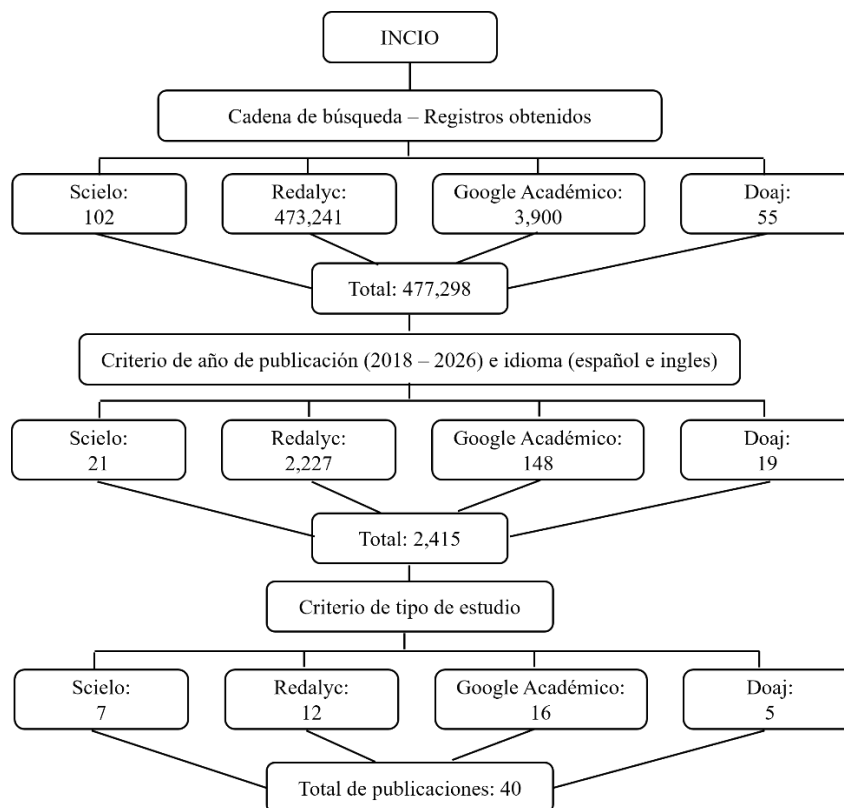 INCIO
Cadena de búsqueda – Registros obtenidos
Scielo:
102
Redalyc:
473,241
Google Académico:
3,900
Doaj:
55
Total: 477,298
Criterio de año de publicación (2018 – 2026) e idioma (español e ingles)
Scielo:
21
Redalyc:
2,227
Google Académico:
148
Doaj:
19
Total: 2,415
Criterio de tipo de estudio
Scielo:
7
Redalyc:
12
Google Académico:
16
Doaj:
5
Total de publicaciones: 40